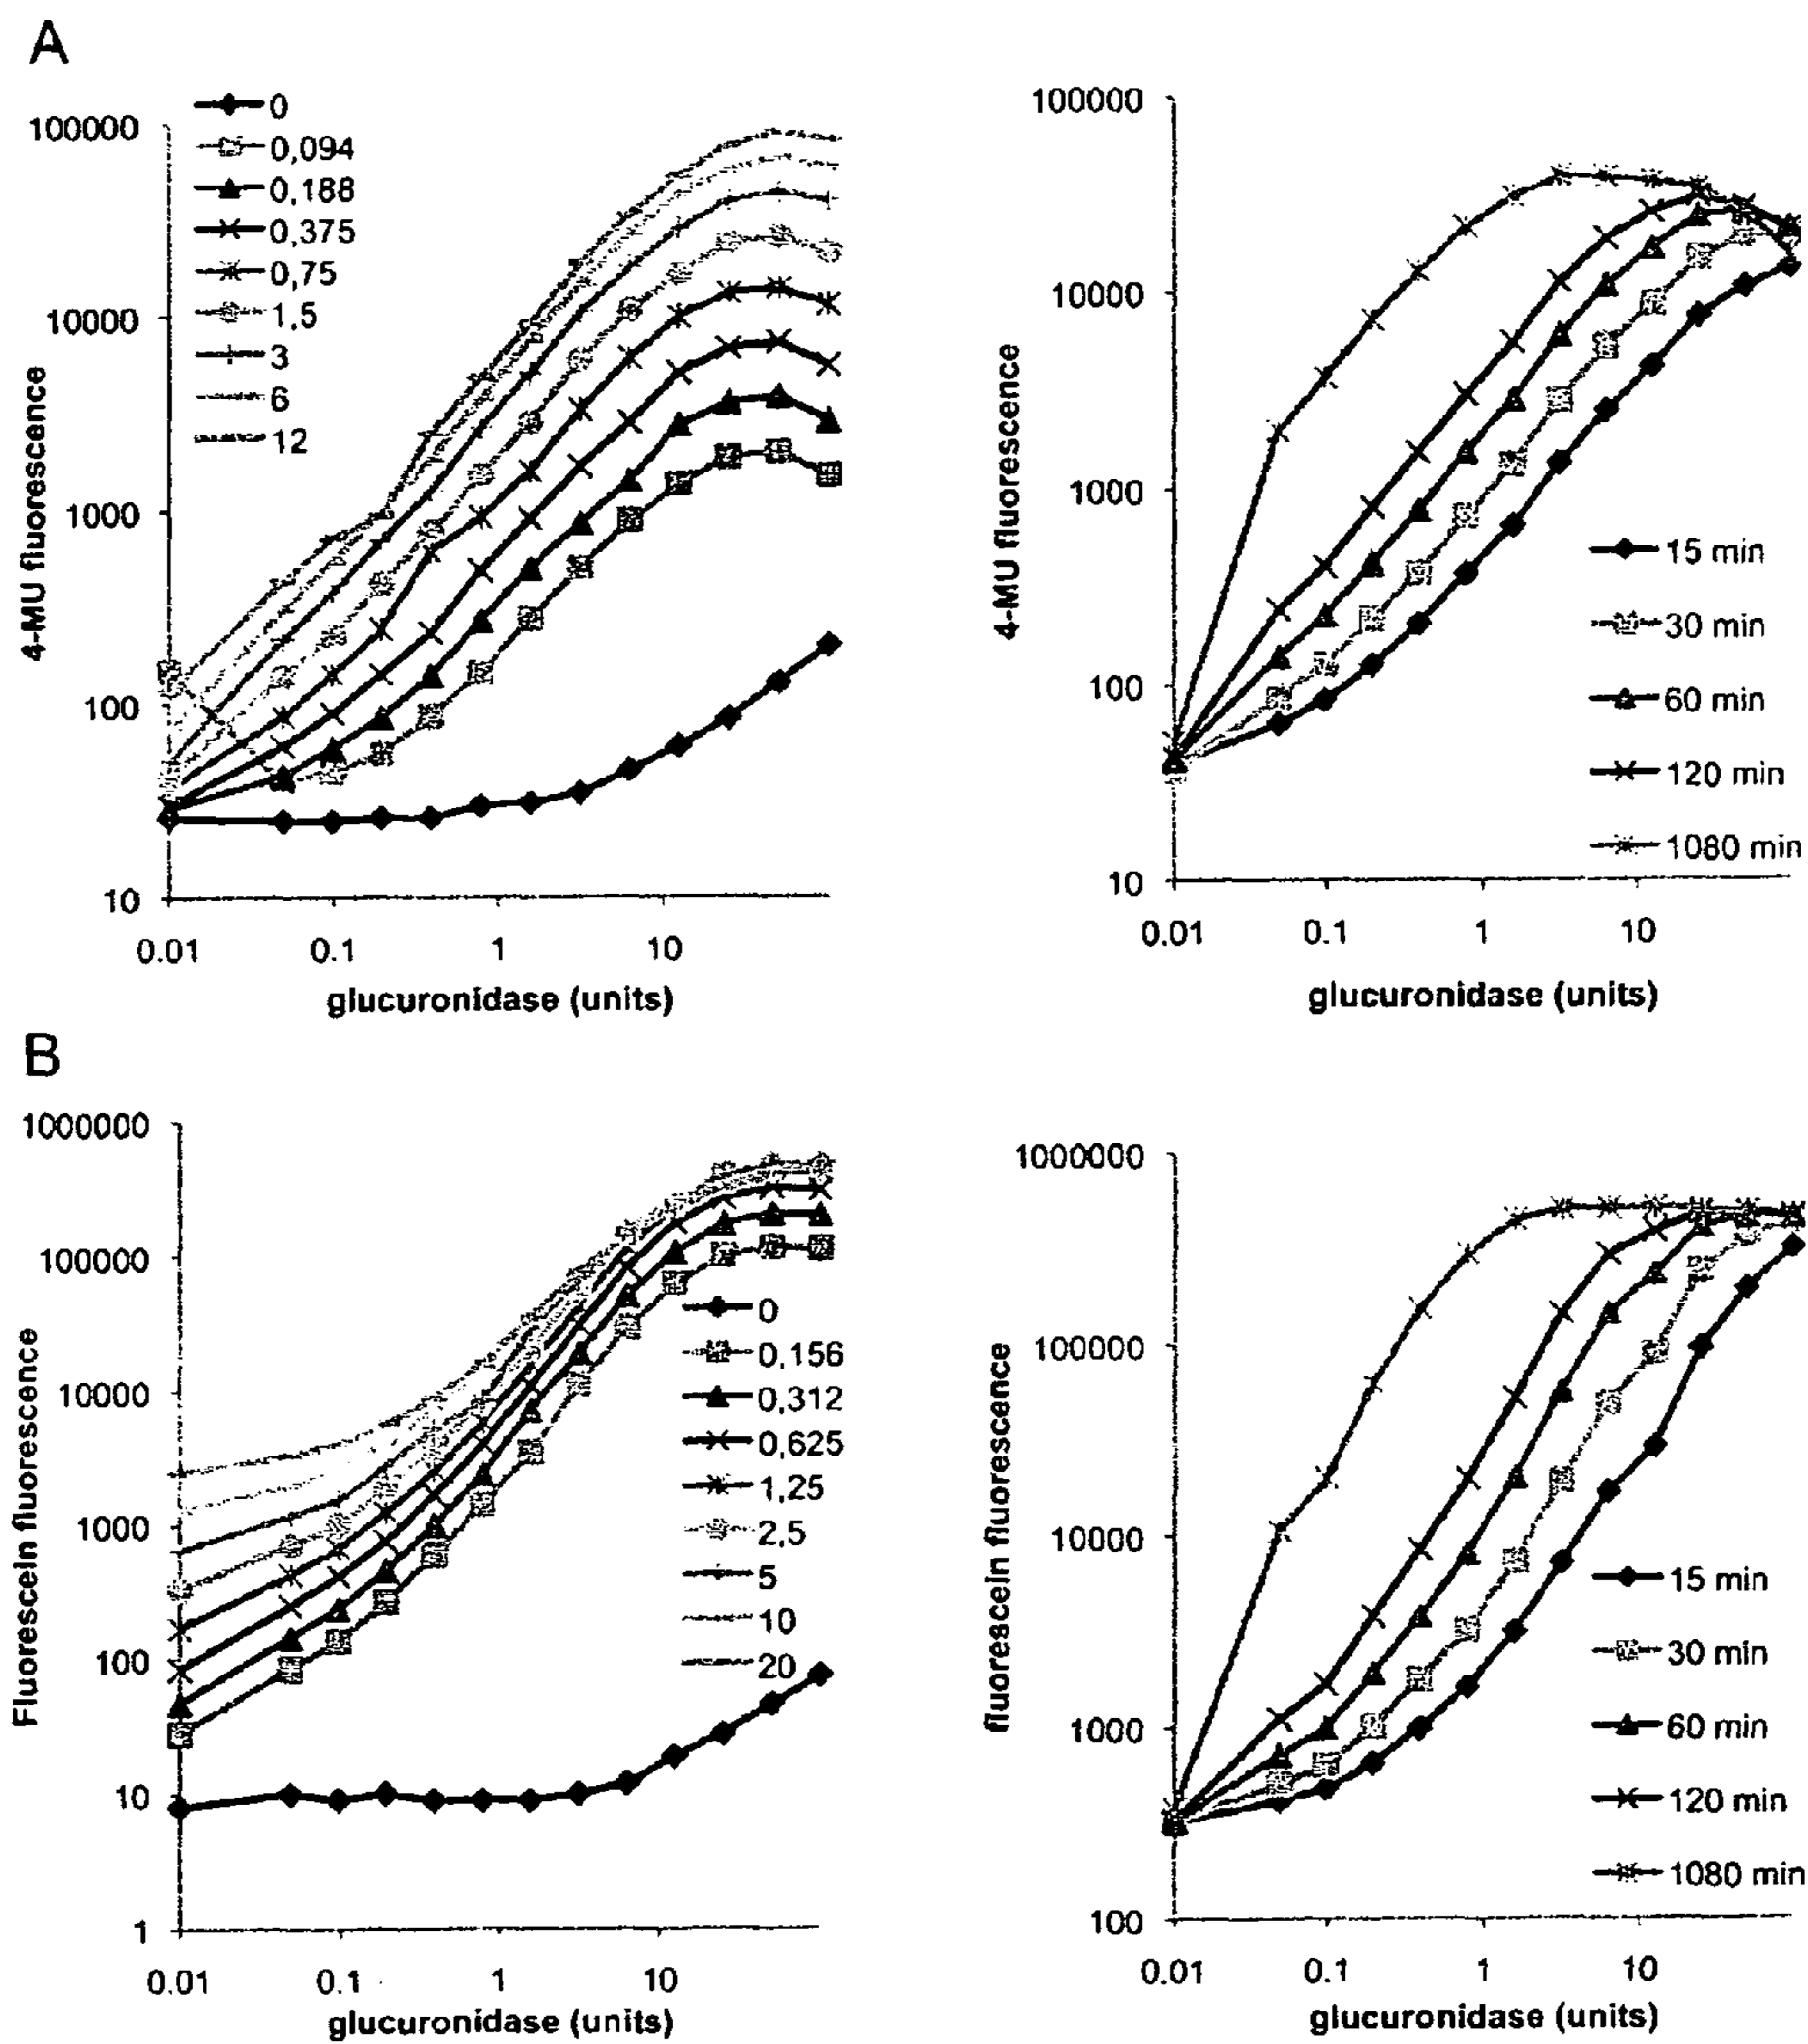 A
0
0,094
0,188
0,375
0,75
1,5
3
6
12
100000
10000
1000
100
10
4-MU fluorescence
0.01 0.1 1 10
glucuronidase (units)
100000
10000
1000
100
10
4-MU fluorescence
15 min
30 min
60 min
120 min
1080 min
0.01 0.1 1 10
glucuronidase (units)
B
1000000
100000
10000
1000
100
10
1
Fluorescein fluorescence
0
0,156
0,312
0,625
1,25
2,5
5
10
20
0.01 0.1 1 10
glucuronidase (units)
1000000
100000
10000
1000
100
fluorescein fluorescence
15 min
30 min
60 min
120 min
1080 min
0.01 0.1 1 10
glucuronidase (units)